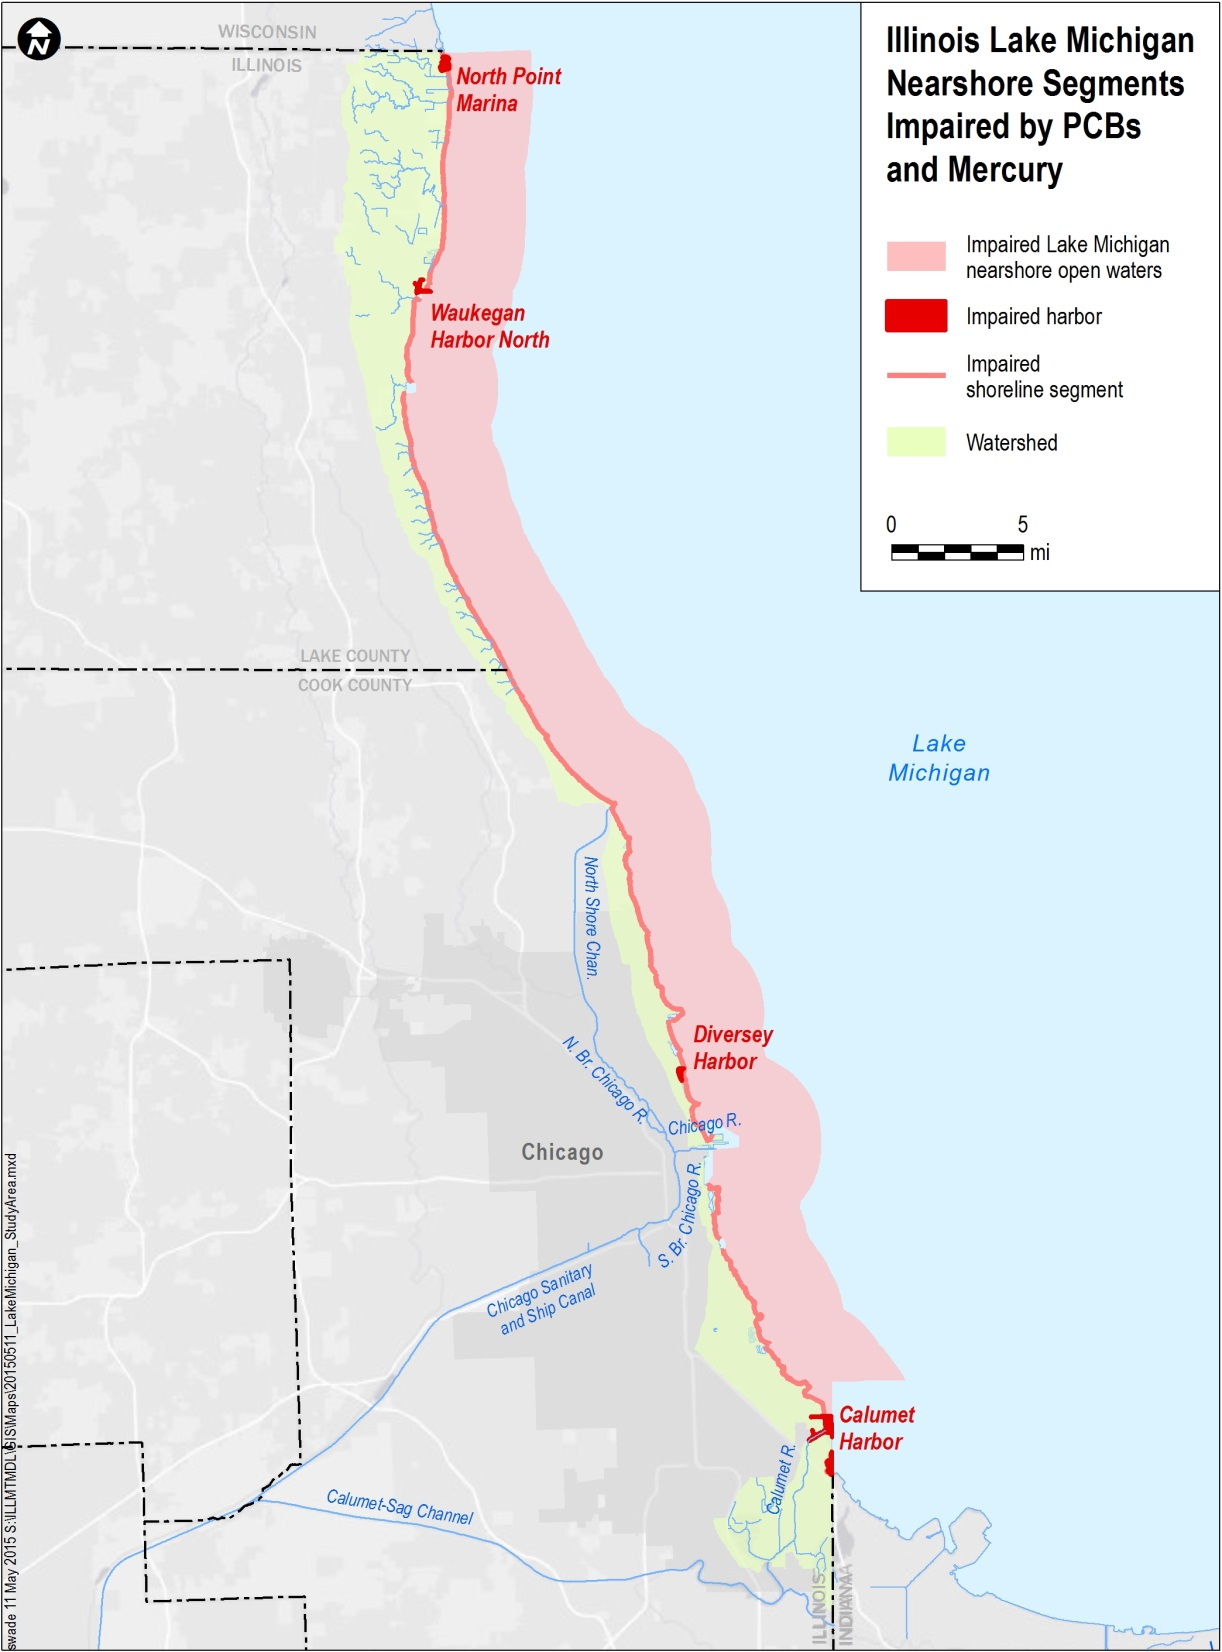 Illinois Lake Michigan
Nearshore Segments
Impaired by PCBs
and Mercury
Impaired Lake Michigan
nearshore open waters
Impaired harbor
Impaired
shoreline segment
Watershed
0 5
mi
N
WISCONSIN
ILLINOIS
North Point
Marina
Waukegan
Harbor North
LAKE COUNTY
COOK COUNTY
Lake
Michigan
North Shore Chan.
Diversey
Harbor
N. Br. Chicago R.
Chicago R.
Chicago
S. Br. Chicago R.
Chicago Sanitary
and Ship Canal
Calumet
Harbor
Calumet R.
Calumet-Sag Channel
ILLINOIS
INDIANA
swade 11 May 2015 S:\ILLMTMDL\GIS\Maps\20150511_LakeMichigan_StudyArea.mxd